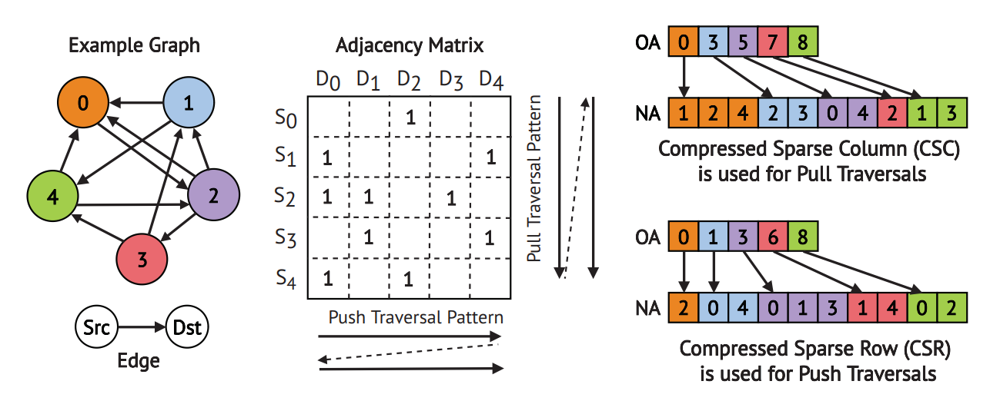 Example Graph
0 1
4 2
3
Src Dst
Edge
Adjacency Matrix
D0 D1 D2 D3 D4
S0 1
S1 1 1
S2 1 1 1
S3 1 1
S4 1 1
Push Traversal Pattern
Pull Traversal Pattern
OA 0 3 5 7 8
NA 1 2 4 2 3 0 4 2 1 3
Compressed Sparse Column (CSC)
is used for Pull Traversals
OA 0 1 3 6 8
NA 2 0 4 0 1 3 1 4 0 2
Compressed Sparse Row (CSR)
is used for Push Traversals